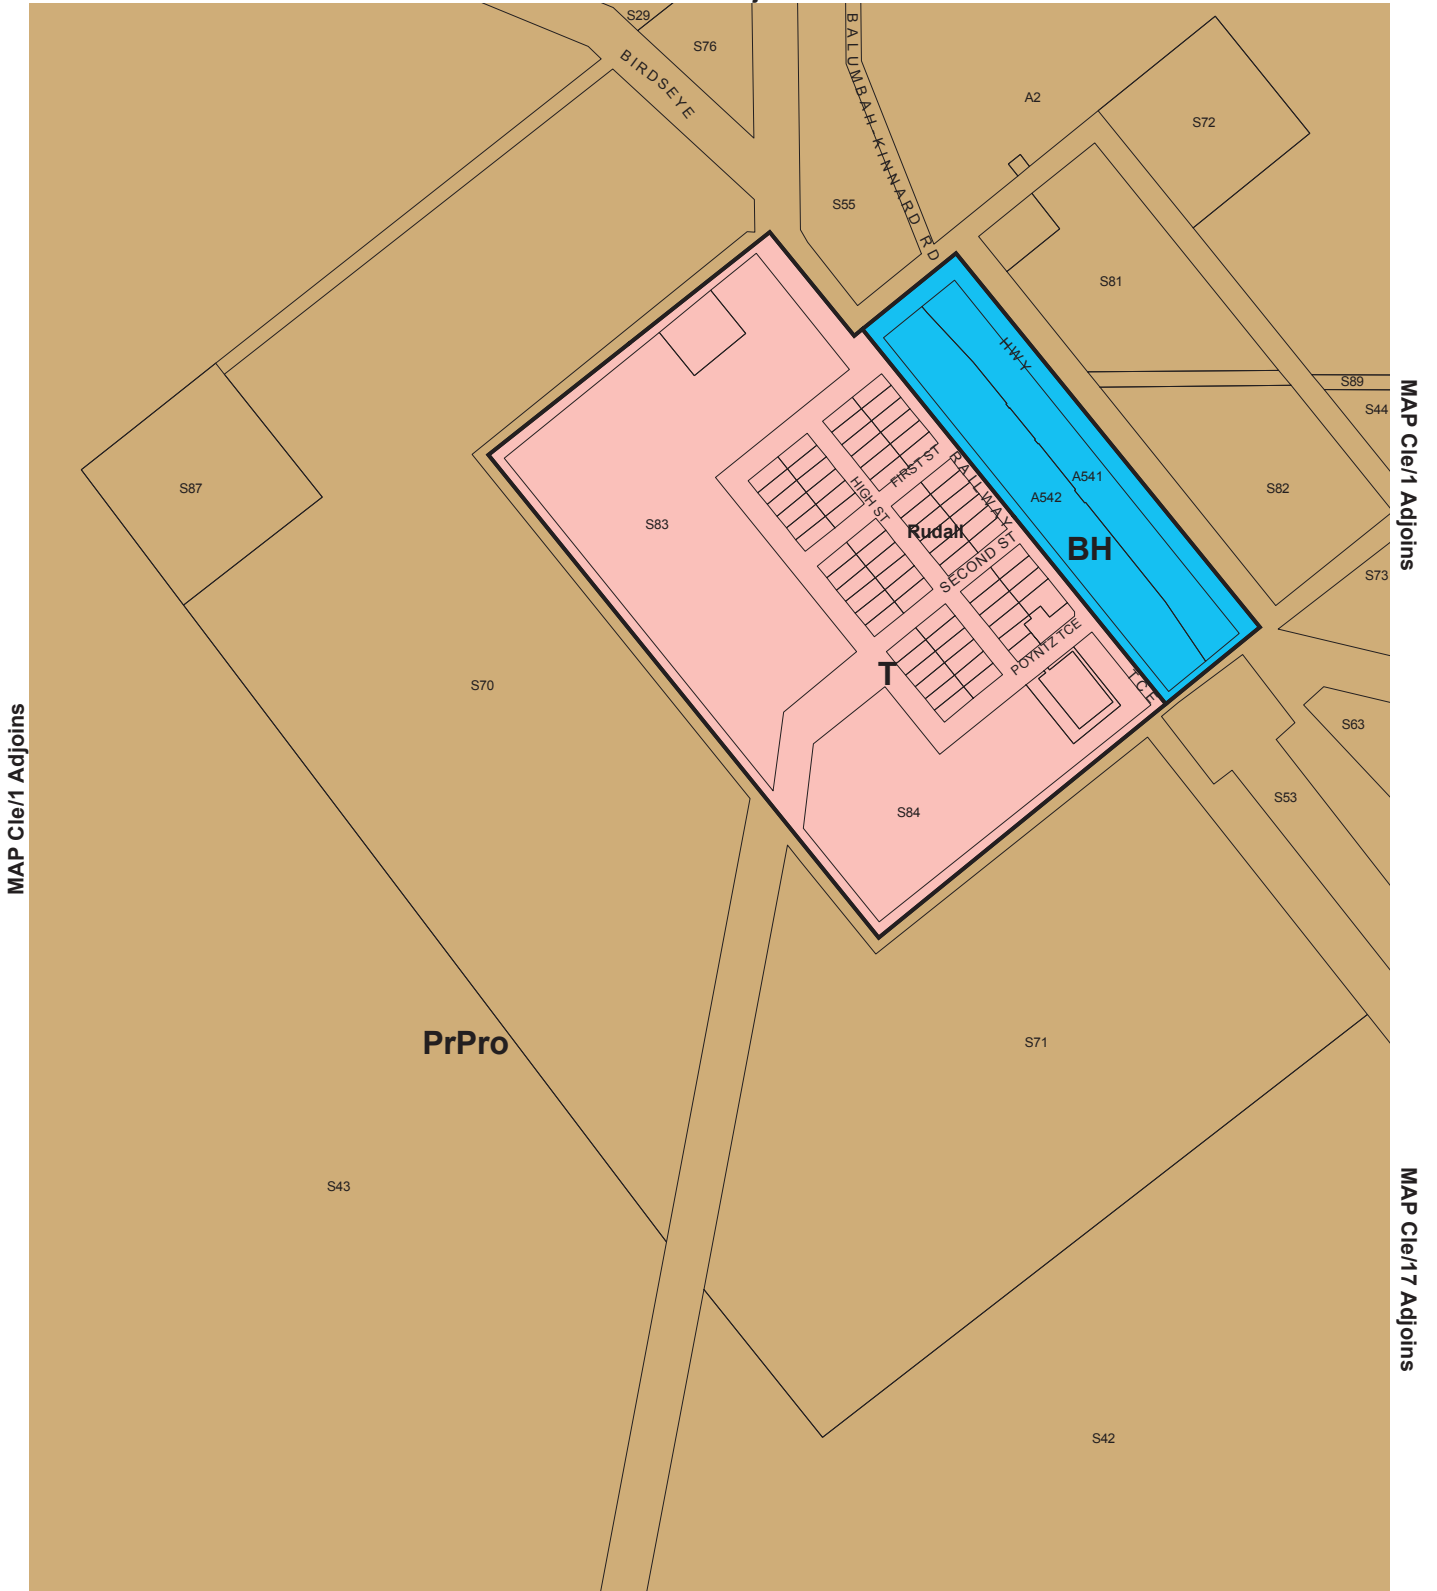 S29
S76
BIRDSEYE
BALUMBAH-KINNARD RD
A2
S72
S55
S81
HWY
S89
S44
MAP Cle/1 Adjoins
S87
S83
FIRST ST
HIGH ST
RAILWAY
A541
A542
S82
Rudall
BH
SECOND ST
S73
POYNTZ TCE
T
TCE
S70
S63
MAP Cle/1 Adjoins
S53
S84
PrPro
S71
S43
MAP Cle/17 Adjoins
S42